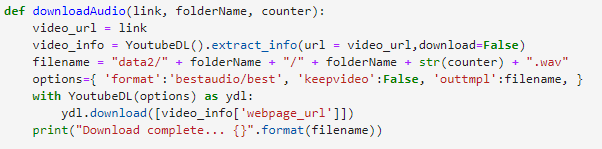 def downloadAudio(link, folderName, counter):
    video_url = link
    video_info = YoutubeDL().extract_info(url = video_url,download=False)
    filename = "data2/" + folderName + "/" + folderName + str(counter) + ".wav"
    options={ 'format':'bestaudio/best', 'keepvideo':False, 'outtmpl':filename, }
    with YoutubeDL(options) as ydl:
        ydl.download([video_info['webpage_url']])
    print("Download complete... {}".format(filename))